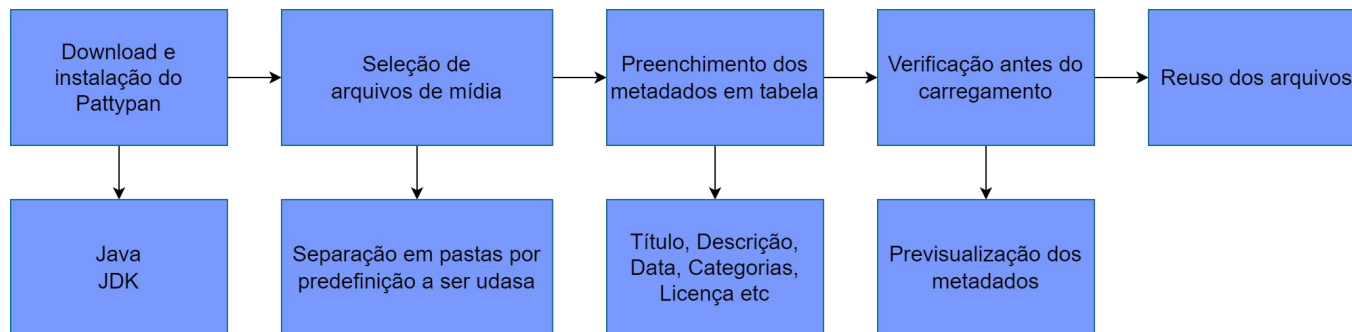 Download e
instalação do
Pattypan
Seleção de
arquivos de mídia
Preenchimento dos
metadados em tabela
Verificação antes do
carregamento
Reuso dos arquivos
Java
JDK
Separação em pastas por
predefinição a ser udasa
Título, Descrição,
Data, Categorias,
Licença etc
Previsualização dos
metadados